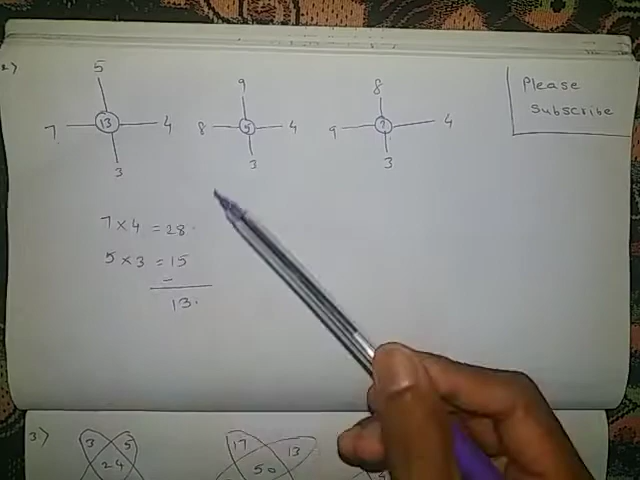 2)
5
7 13 4
3
9
8 5 4
3
8
9 ? 4
3
Please
Subscribe
7 × 4 = 28
5 × 3 = 15
-
13
3)
3 5
24
17 13
50